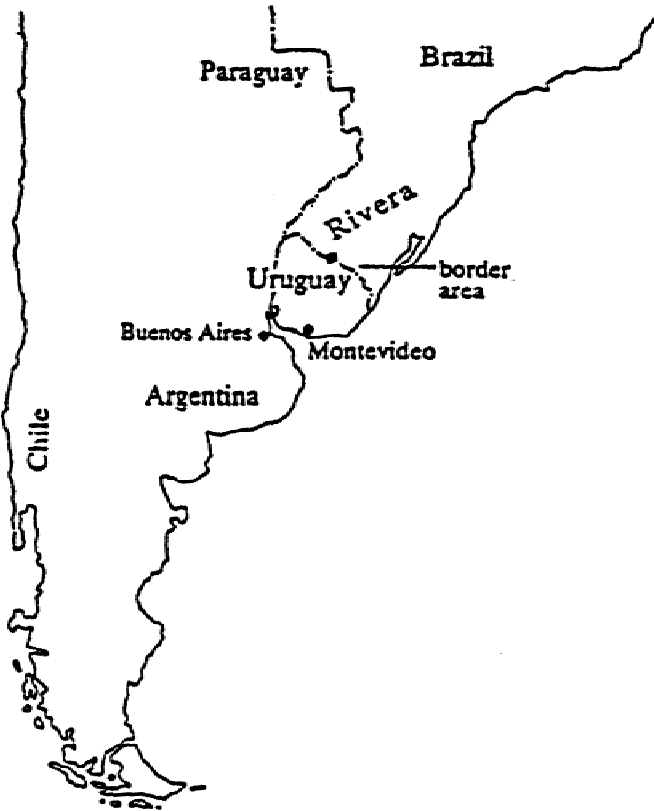 Brazil
Paraguay
Rivera
border
area
Uruguay
Buenos Aires
Montevideo
Argentina
Chile